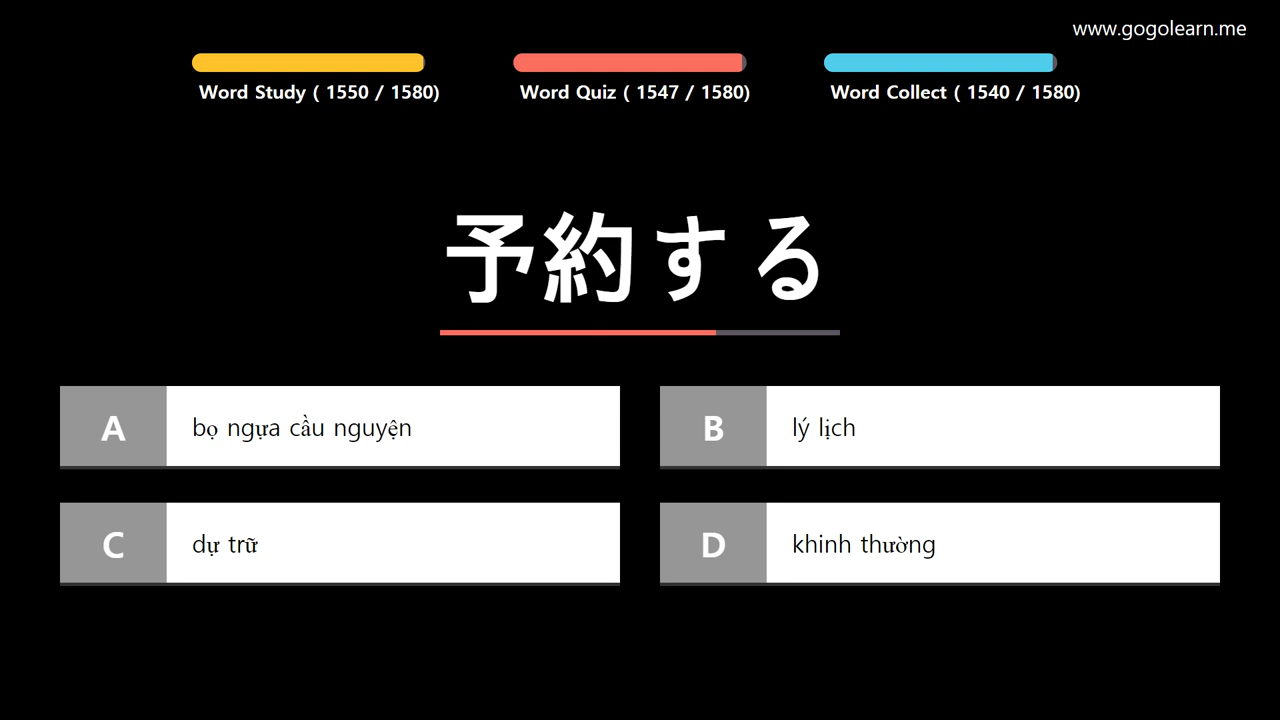 www.gogolearn.me
Word Study ( 1550 / 1580)
Word Quiz ( 1547 / 1580)
Word Collect ( 1540 / 1580)
予約する
A bọ ngựa cầu nguyện
B lý lịch
C dự trữ
D khinh thường